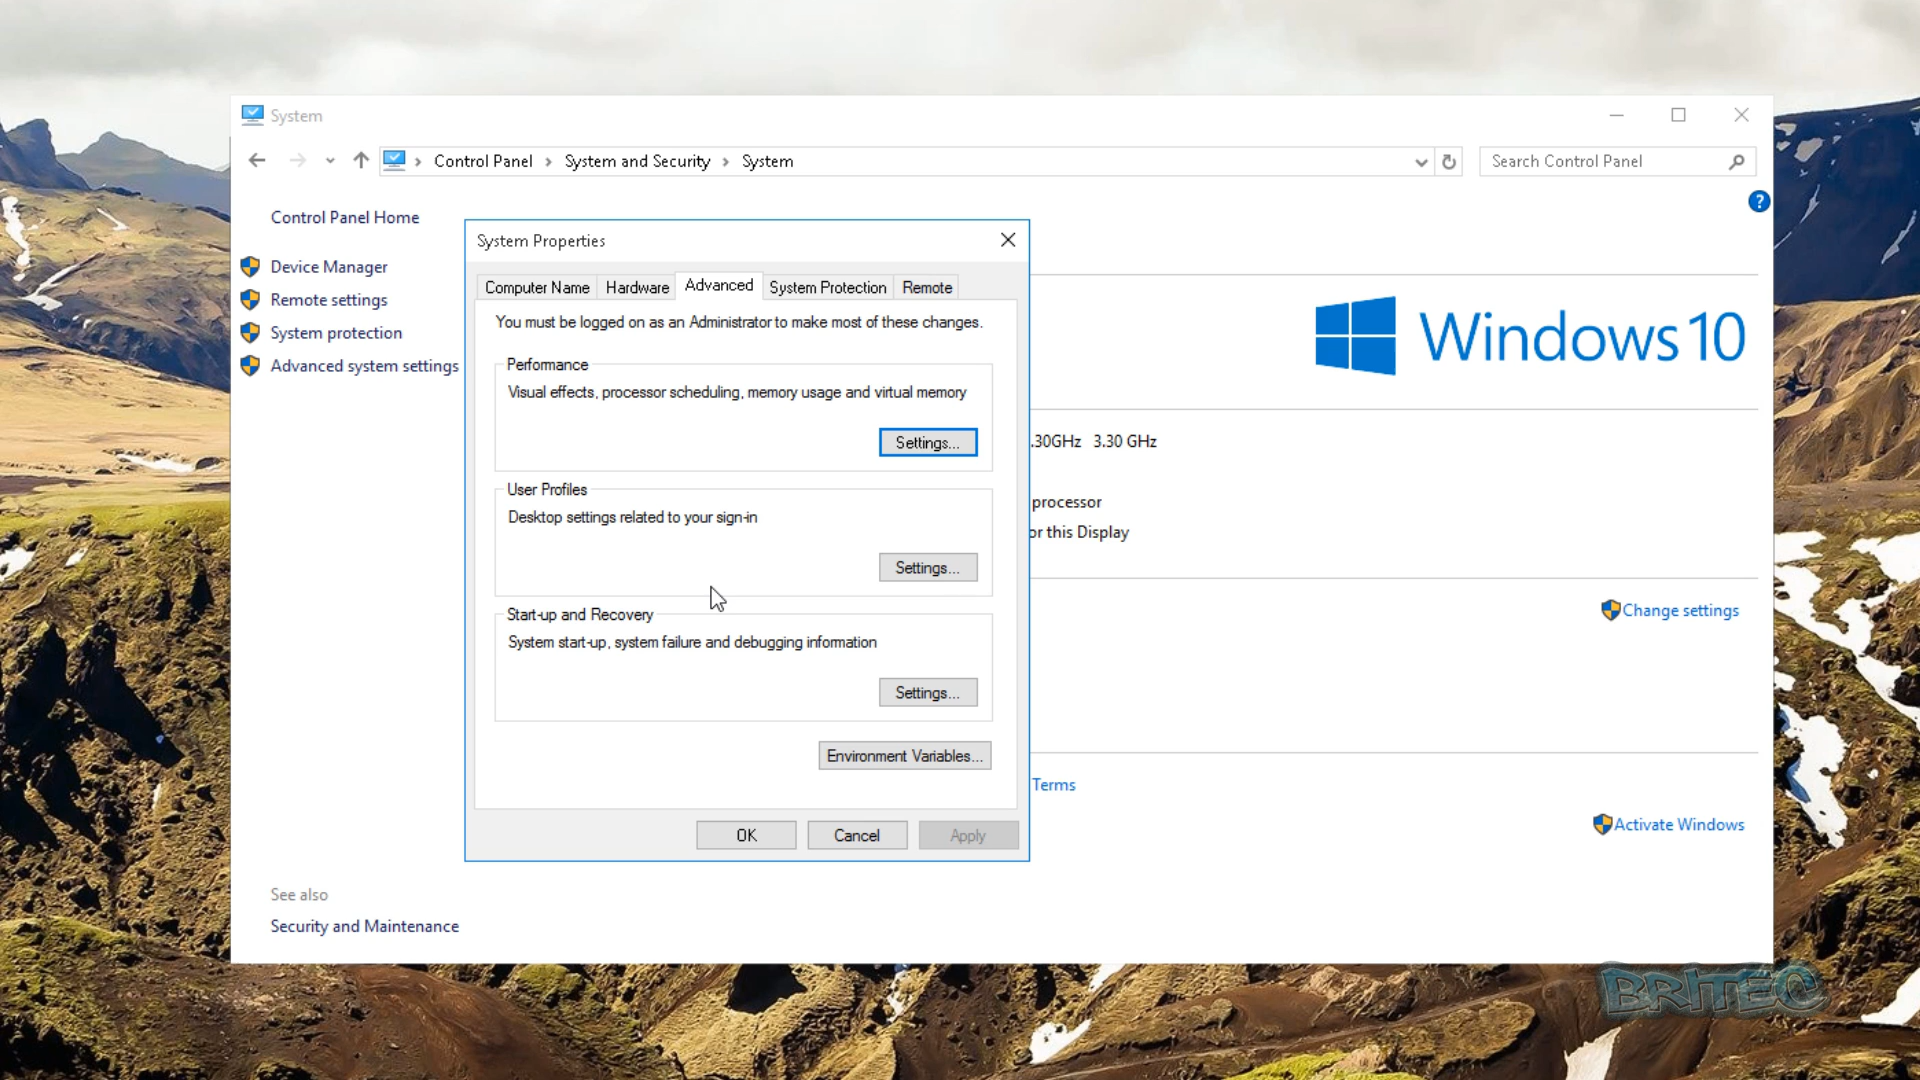 System
Control Panel
System and Security
System
Search Control Panel
?
Control Panel Home
Device Manager
Remote settings
System protection
Advanced system settings
See also
Security and Maintenance
System Properties
Computer Name
Hardware
Advanced
System Protection
Remote
You must be logged on as an Administrator to make most of these changes.
Performance
Visual effects, processor scheduling, memory usage and virtual memory
Settings...
User Profiles
Desktop settings related to your sign-in
Settings...
Start-up and Recovery
System start-up, system failure and debugging information
Settings...
Environment Variables...
OK
Cancel
Apply
Windows 10
.30GHz 3.30 GHz
processor
or this Display
Change settings
Terms
Activate Windows
BRITEC